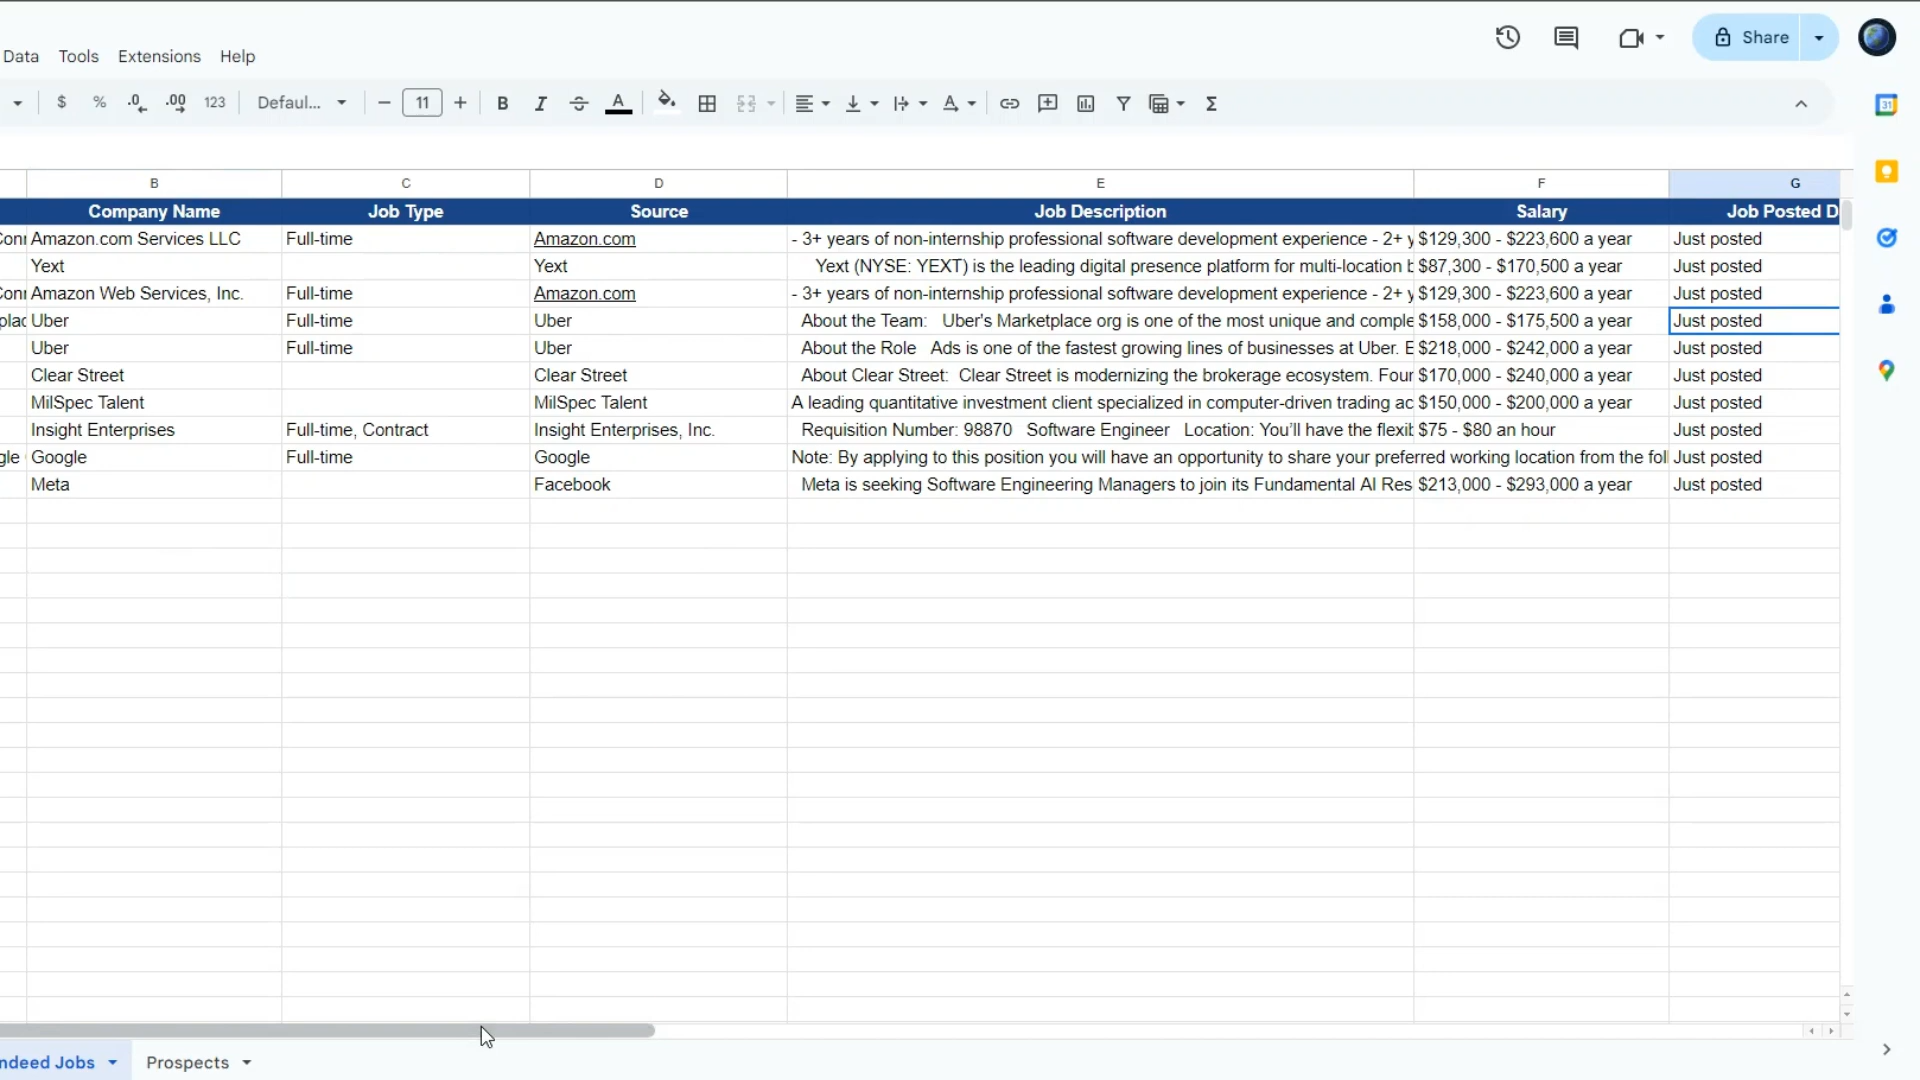 Data Tools Extensions Help Share
$ % .0 .00 123 Defaul... 11 B I A A Σ
31
B C D E F G
Company Name Job Type Source Job Description Salary Job Posted D
Amazon.com Services LLC Full-time Amazon.com - 3+ years of non-internship professional software development experience - 2+ y $129,300 - $223,600 a year Just posted
Yext Yext Yext (NYSE: YEXT) is the leading digital presence platform for multi-location b $87,300 - $170,500 a year Just posted
Amazon Web Services, Inc. Full-time Amazon.com - 3+ years of non-internship professional software development experience - 2+ y $129,300 - $223,600 a year Just posted
Uber Full-time Uber About the Team: Uber's Marketplace org is one of the most unique and comple $158,000 - $175,500 a year Just posted
Uber Full-time Uber About the Role Ads is one of the fastest growing lines of businesses at Uber. E $218,000 - $242,000 a year Just posted
Clear Street Clear Street About Clear Street: Clear Street is modernizing the brokerage ecosystem. Foun $170,000 - $240,000 a year Just posted
MilSpec Talent MilSpec Talent A leading quantitative investment client specialized in computer-driven trading ac $150,000 - $200,000 a year Just posted
Insight Enterprises Full-time, Contract Insight Enterprises, Inc. Requisition Number: 98870 Software Engineer Location: You’ll have the flexib $75 - $80 an hour Just posted
gle Google Full-time Google Note: By applying to this position you will have an opportunity to share your preferred working location from the fol Just posted
Meta Facebook Meta is seeking Software Engineering Managers to join its Fundamental AI Res $213,000 - $293,000 a year Just posted
ndeed Jobs Prospects